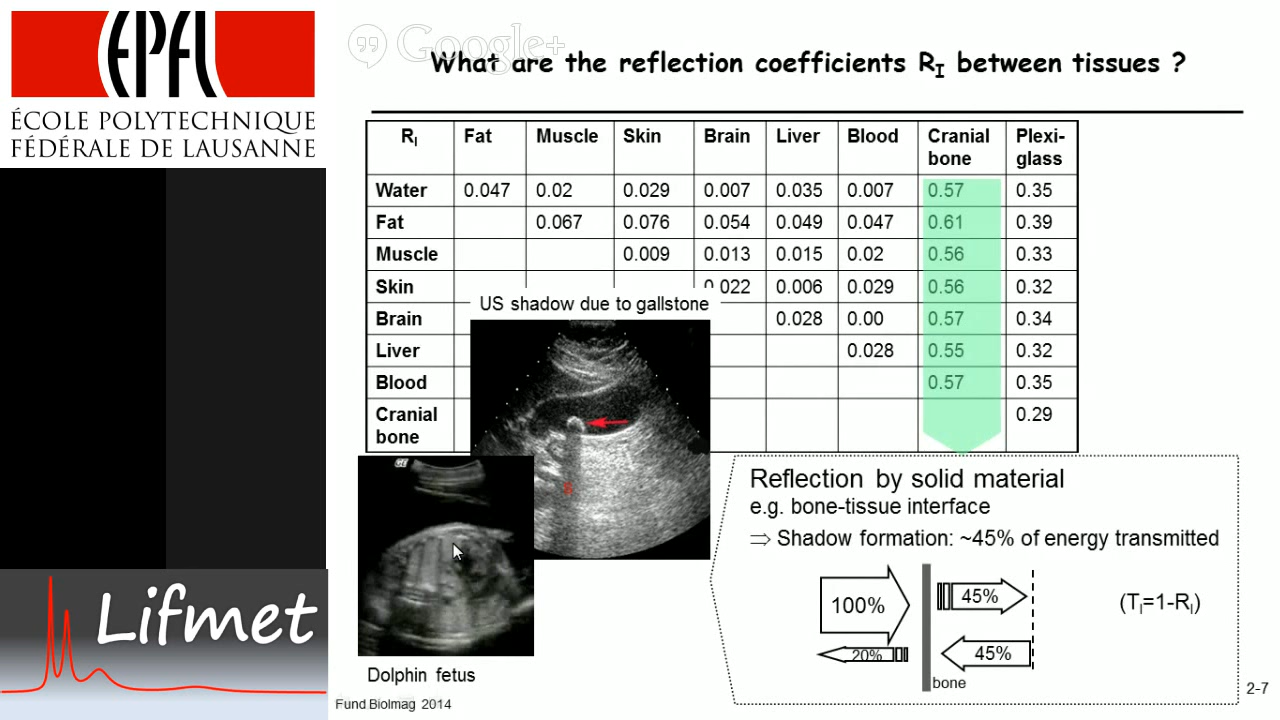 EPFL
ÉCOLE POLYTECHNIQUE
FÉDÉRALE DE LAUSANNE
Google+
What are the reflection coefficients RI between tissues ?
RI Fat Muscle Skin Brain Liver Blood Cranial bone Plexi-glass
Water 0.047 0.02 0.029 0.007 0.035 0.007 0.57 0.35
Fat 0.067 0.076 0.054 0.049 0.047 0.61 0.39
Muscle 0.009 0.013 0.015 0.02 0.56 0.33
Skin 0.022 0.006 0.029 0.56 0.32
Brain 0.028 0.00 0.57 0.34
Liver 0.028 0.55 0.32
Blood 0.57 0.35
Cranial bone 0.29
US shadow due to gallstone
GE
Dolphin fetus
Reflection by solid material
e.g. bone-tissue interface
⇒ Shadow formation: ~45% of energy transmitted
100%
45%
(TI=1-RI)
20%
45%
bone
Lifmet
Fund Biolmag 2014
2-7